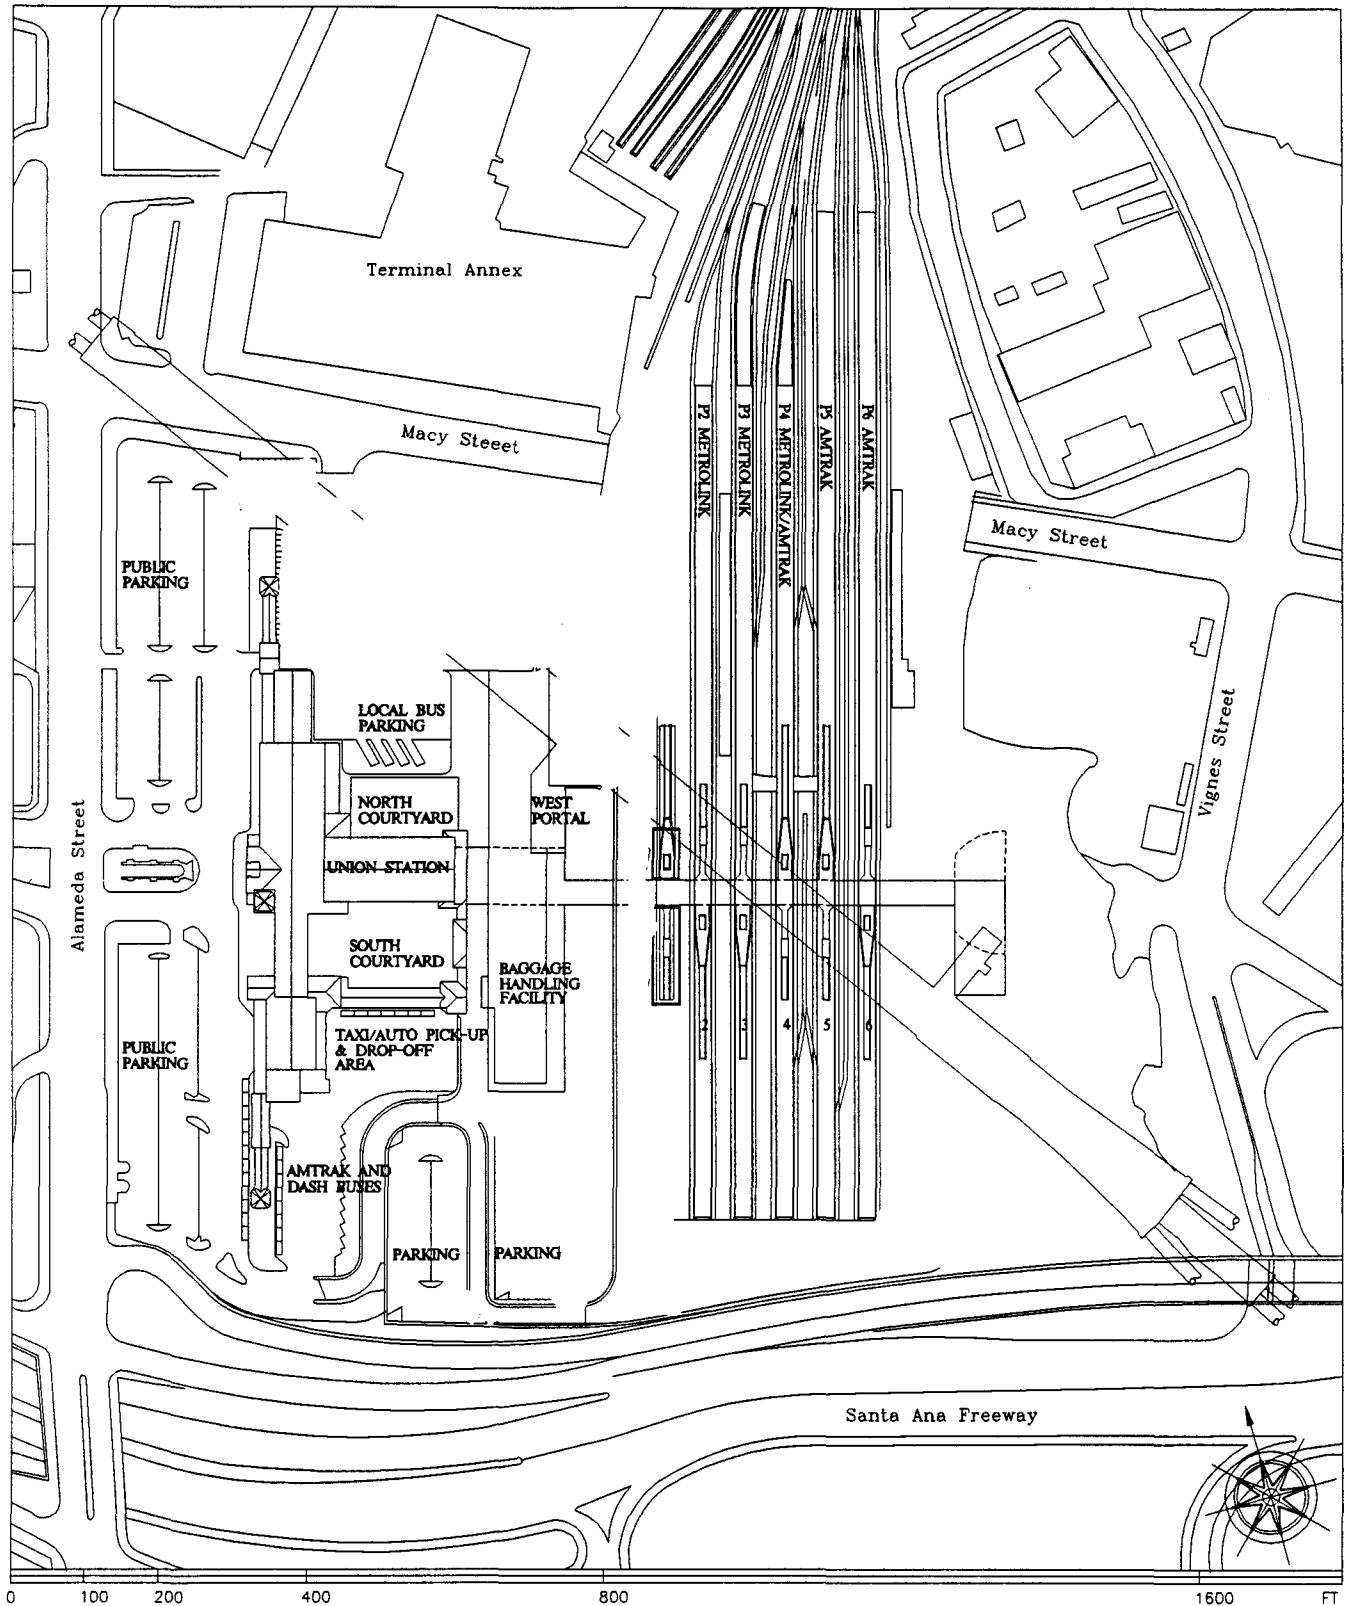 Terminal Annex
Macy Steeet
P2 METROLINK
P3 METROLINK
P4 METROLINK/AMTRAK
P5 AMTRAK
P6 AMTRAK
Macy Street
PUBLIC
PARKING
LOCAL BUS
PARKING
Vignes Street
NORTH
COURTYARD
WEST
PORTAL
Alameda Street
UNION STATION
SOUTH
COURTYARD
BAGGAGE
HANDLING
FACILITY
2
3
4
5
6
TAXI/AUTO PICK-UP
& DROP-OFF
AREA
PUBLIC
PARKING
AMTRAK AND
DASH BUSES
PARKING
PARKING
Santa Ana Freeway
0 100 200 400 800 1600 FT